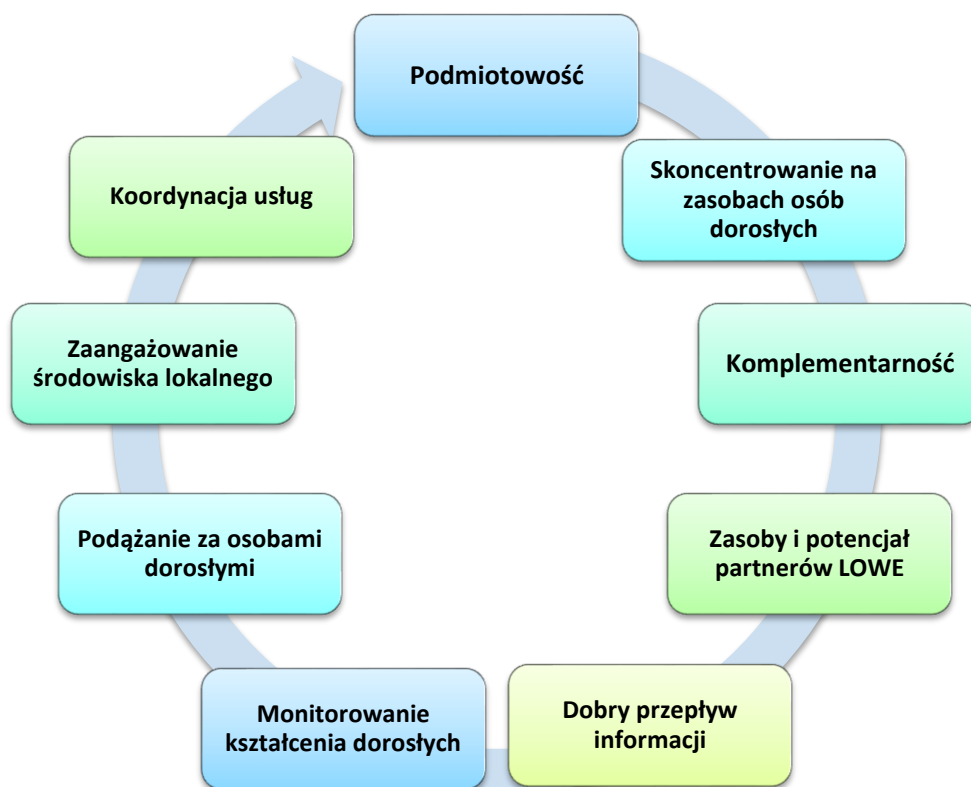 Podmiotowość
Skoncentrowanie na
zasobach osób
dorosłych
Komplementarność
Zasoby i potencjał
partnerów LOWE
Dobry przepływ
informacji
Monitorowanie
kształcenia dorosłych
Podążanie za osobami
dorosłymi
Zaangażowanie
środowiska lokalnego
Koordynacja usług